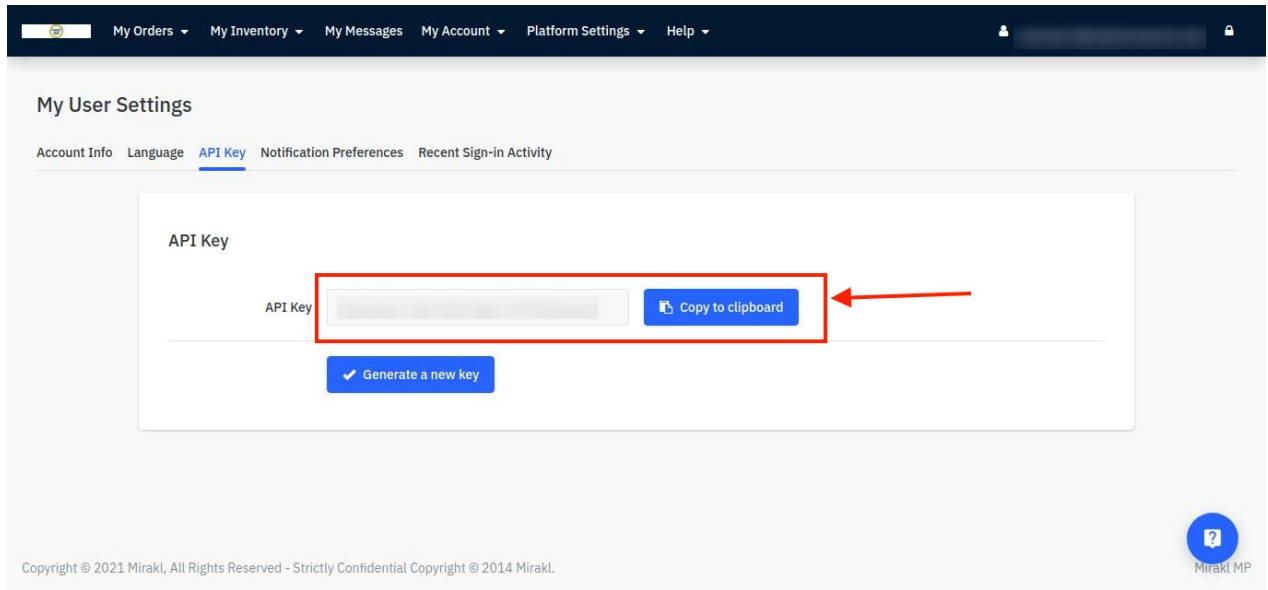 My Orders My Inventory My Messages My Account Platform Settings Help
My User Settings
Account Info Language API Key Notification Preferences Recent Sign-in Activity
API Key
API Key Copy to clipboard
Generate a new key
Copyright © 2021 Mirakl, All Rights Reserved - Strictly Confidential Copyright © 2014 Mirakl. Mirakl MP